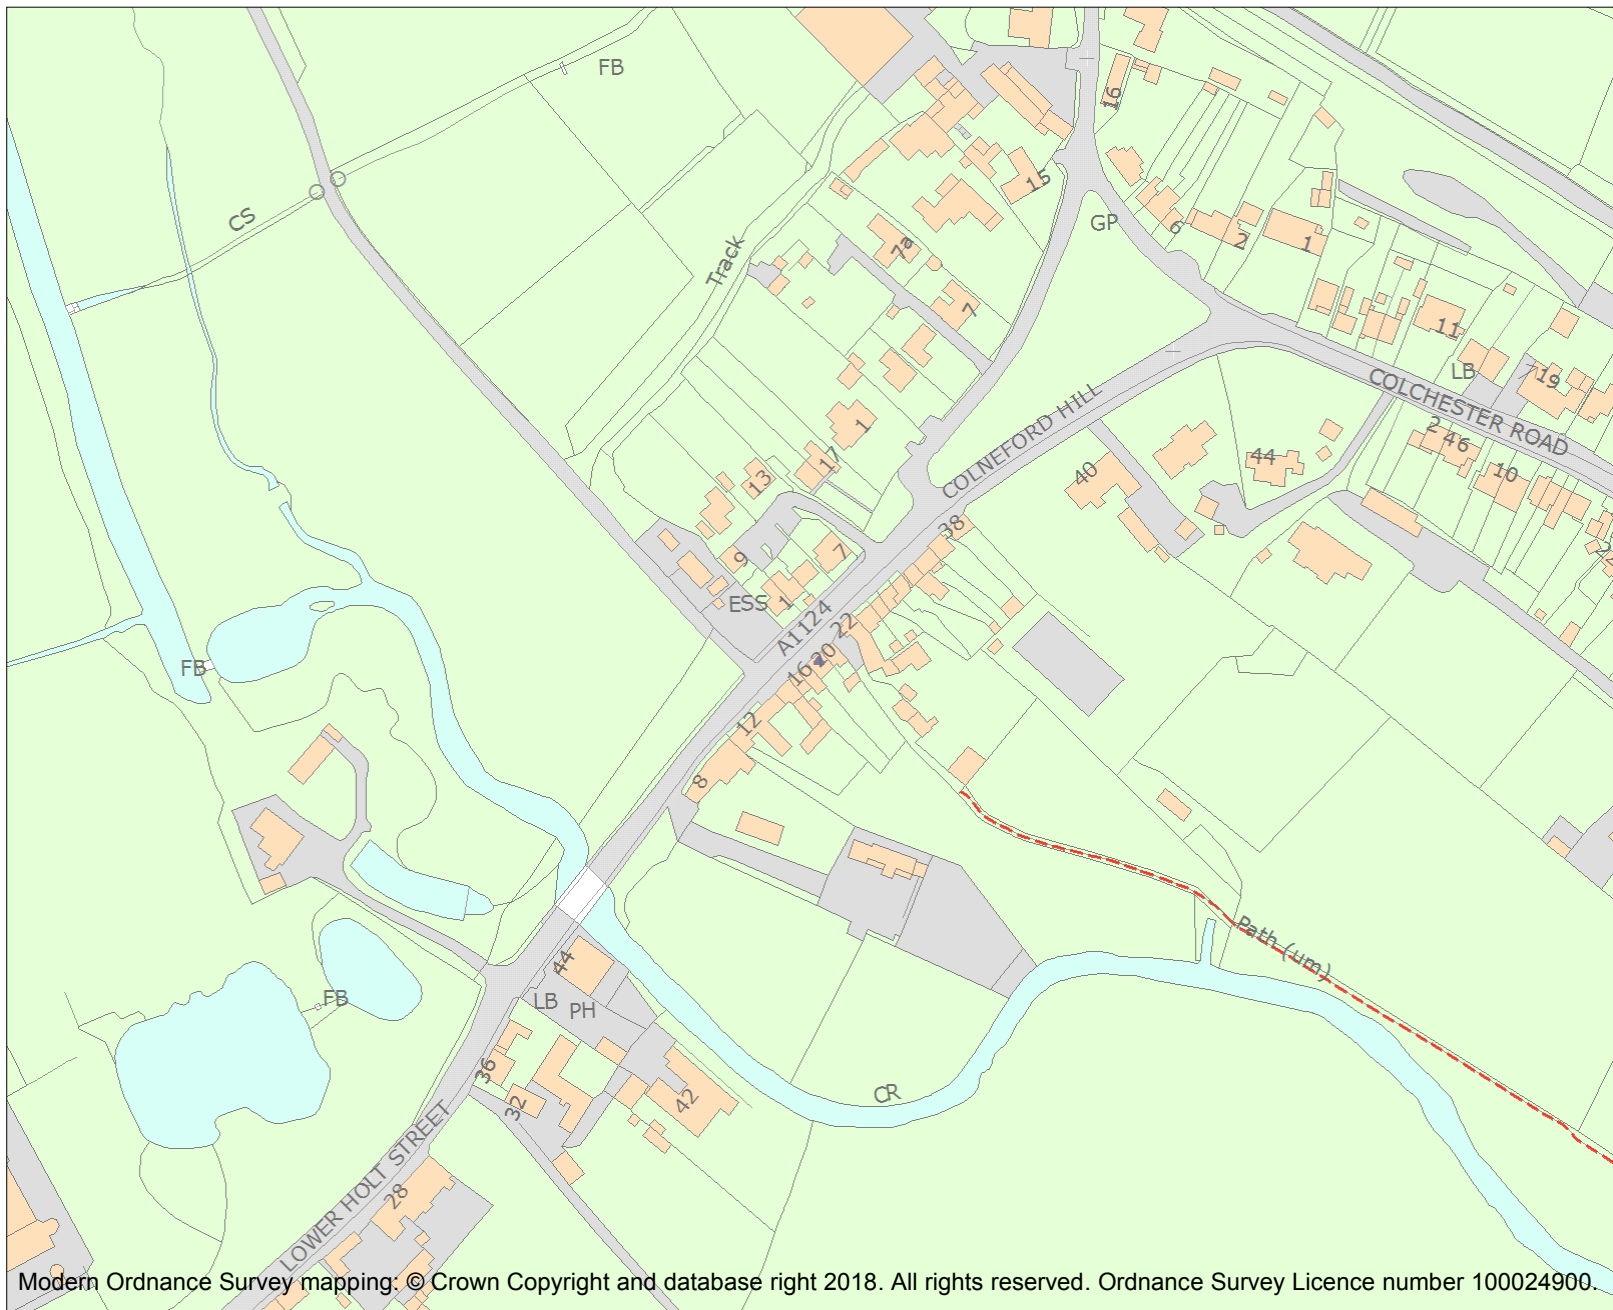 FB
16
CS
15
GP
6
2
1
Track
7a
7
11
LB
19
COLCHESTER ROAD
1
COLNEFORD HILL
2
46
44
10
17
40
13
38
7
9
ESS
1
A1124
22
20
16
FB
12
8
Path (um)
44
FB
LB
PH
36
CR
42
32
LOWER HOLT STREET
28
Modern Ordnance Survey mapping: © Crown Copyright and database right 2018. All rights reserved. Ordnance Survey Licence number 100024900.